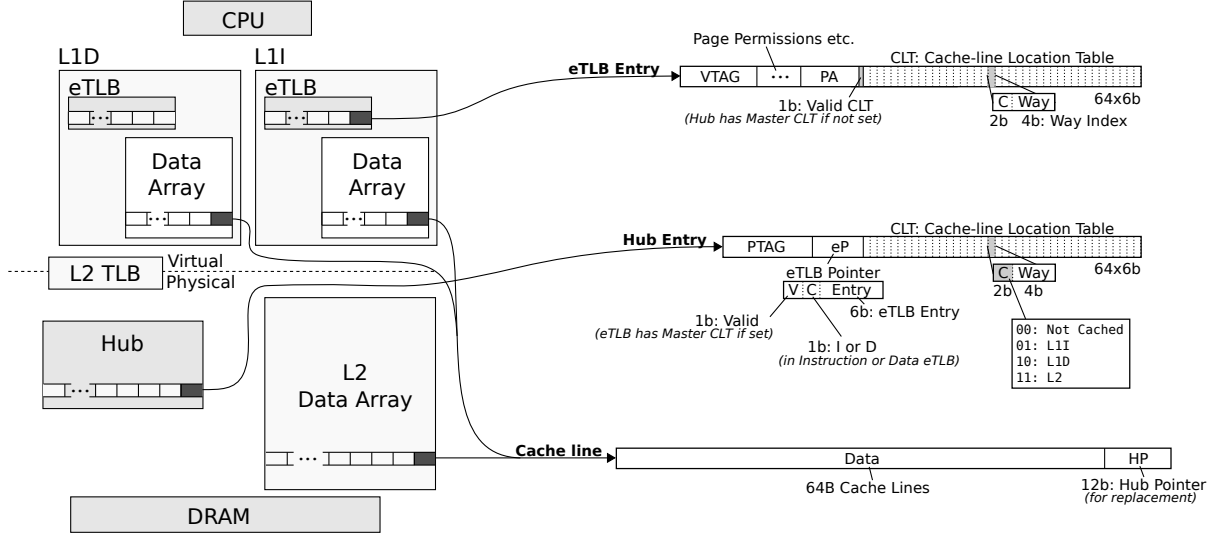 CPU
L1D
L1I
eTLB
eTLB
...
...
Data
Array
Data
Array
...
...
L2 TLB
Virtual
Physical
Hub
...
L2
Data Array
...
DRAM
eTLB Entry
Page Permissions etc.
CLT: Cache-line Location Table
VTAG
...
PA
1b: Valid CLT
(Hub has Master CLT if not set)
C
Way
64x6b
2b
4b: Way Index
Hub Entry
CLT: Cache-line Location Table
PTAG
eP
eTLB Pointer
C
Way
64x6b
2b
4b
V
C
Entry
6b: eTLB Entry
1b: Valid
(eTLB has Master CLT if set)
1b: I or D
(in Instruction or Data eTLB)
00: Not Cached
01: L1I
10: L1D
11: L2
Cache line
Data
HP
64B Cache Lines
12b: Hub Pointer
(for replacement)